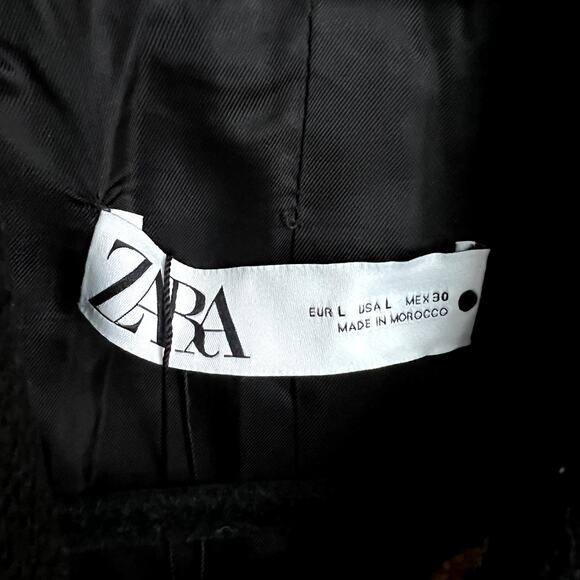 ZARA
EUR L USA L MEX 30
MADE IN MOROCCO